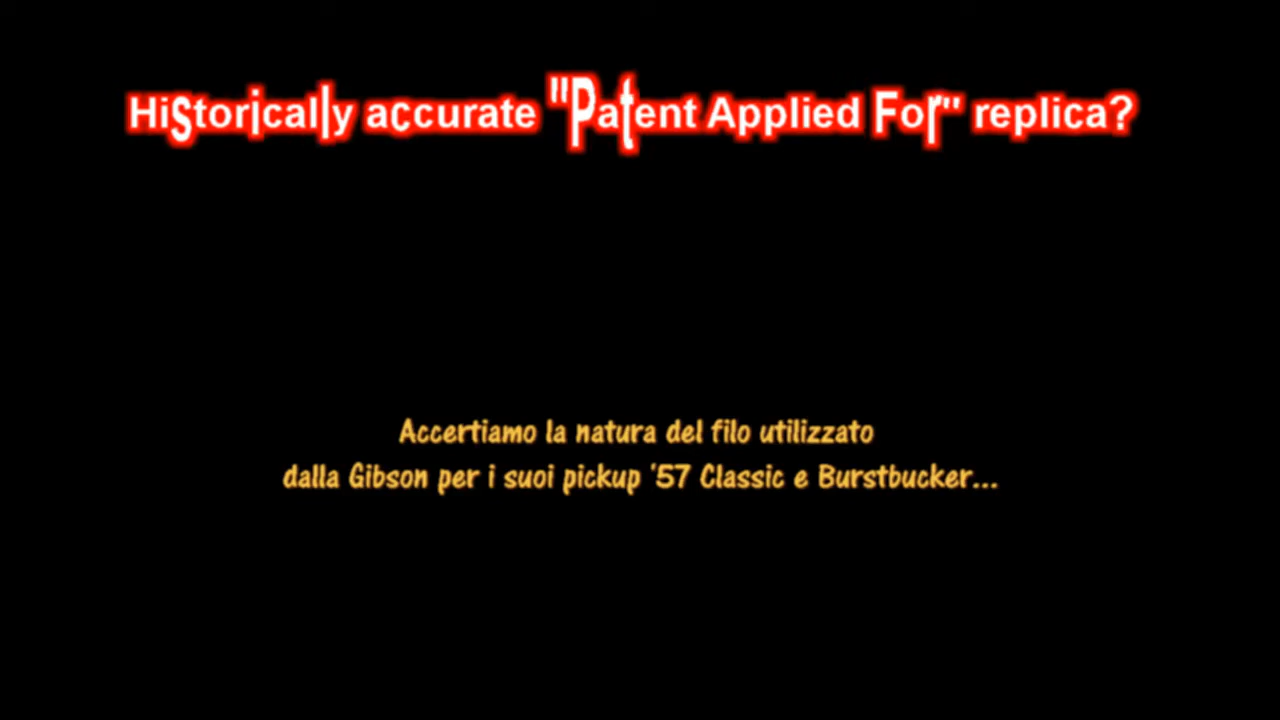 Historically accurate "Patent Applied For" replica?
Accertiamo la natura del filo utilizzato
dalla Gibson per i suoi pickup '57 Classic e Burstbucker...